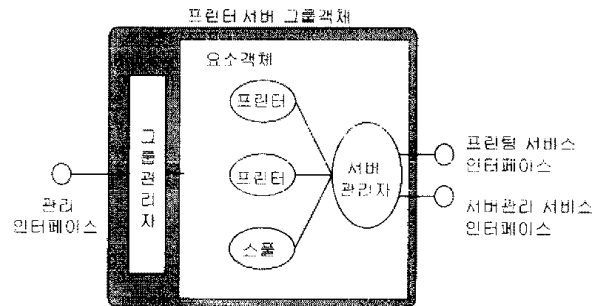 프린터 서버 그룹객체
요소객체
프린터
프린터
스풀
그룹관리자
서버
관리자
관리
인터페이스
프린팅 서비스
인터페이스
서버관리 서비스
인터페이스